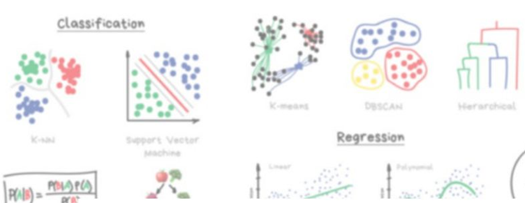 Classification
K-NN
Support Vector
Machine
K-means
DBSCAN
Hierarchical
Regression
Linear
Polynomial